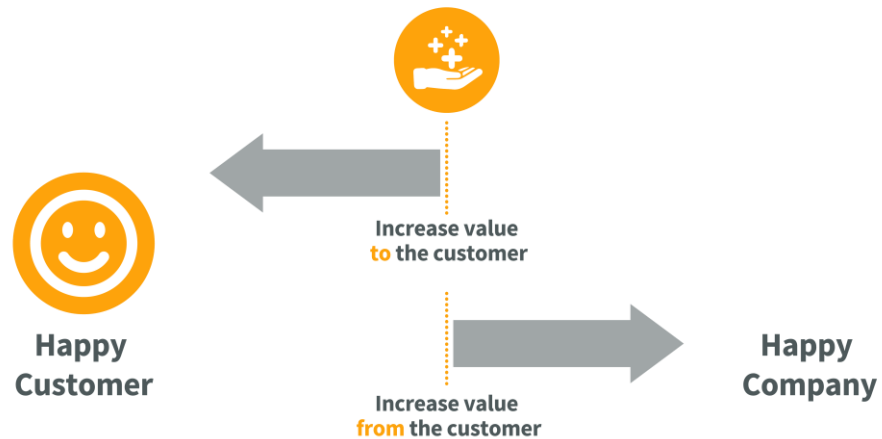 Increase value
to the customer
Happy
Customer
Happy
Company
Increase value
from the customer